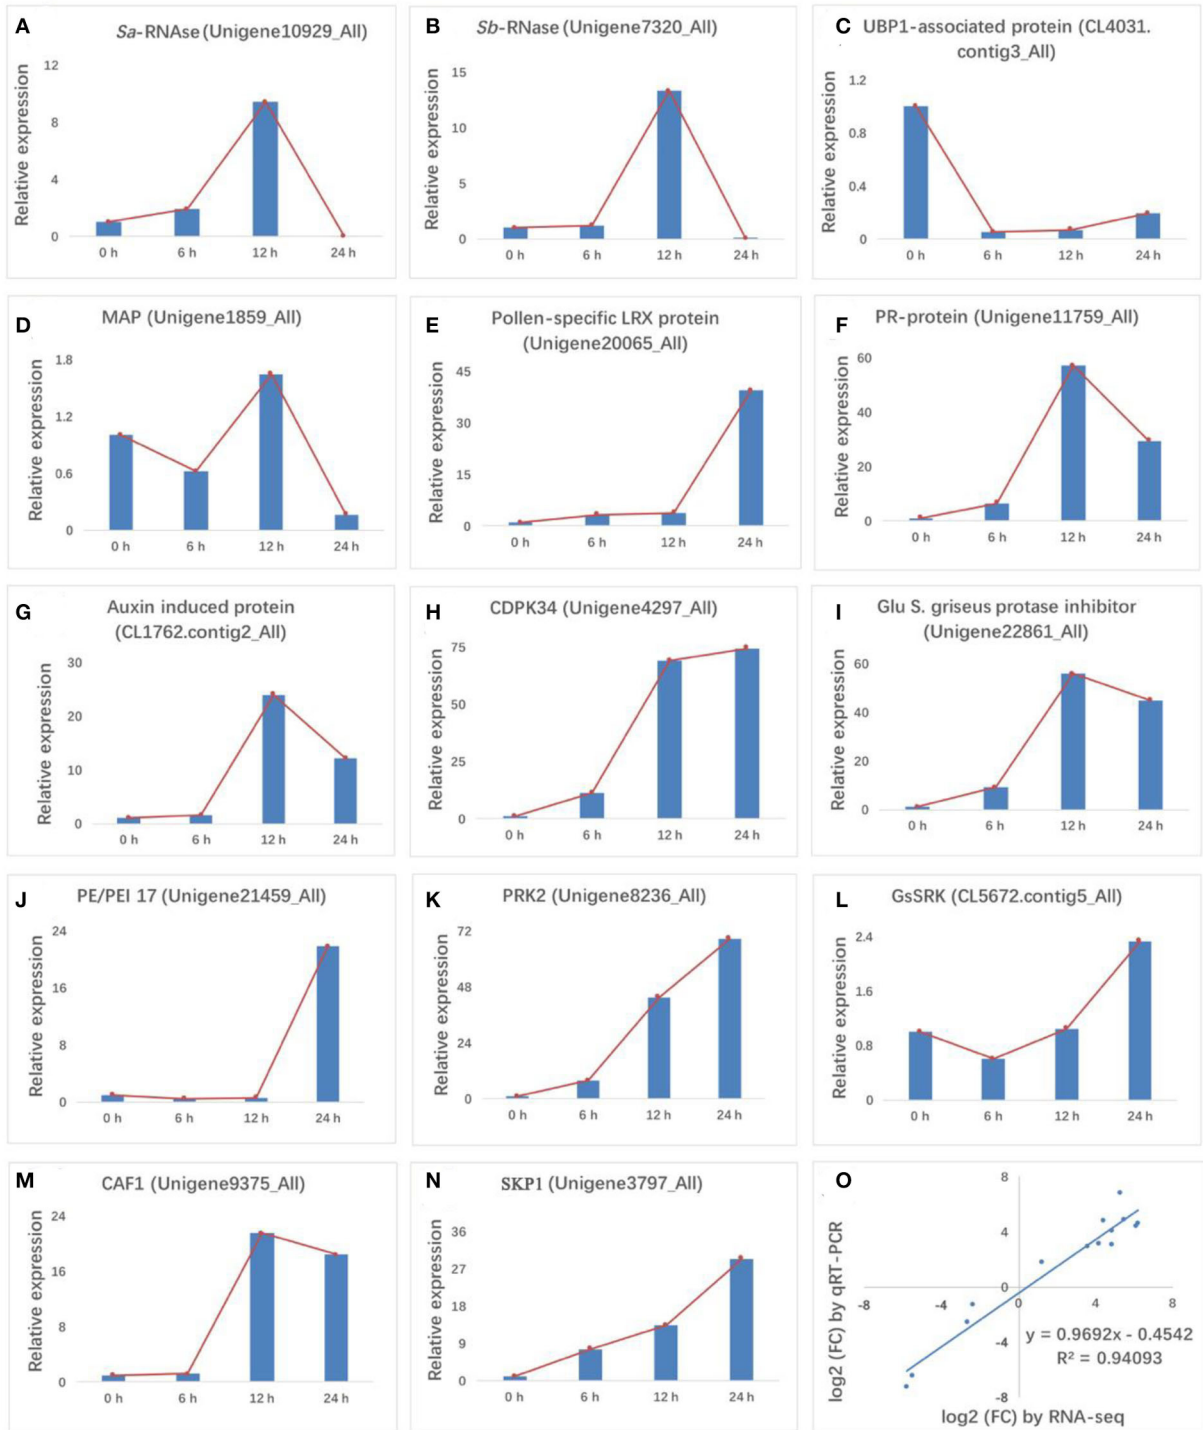 A
Sa-RNAse (Unigene10929_All)
Relative expression
12
8
4
0
0 h 6 h 12 h 24 h
B
Sb-RNase (Unigene7320_All)
Relative expression
15
10
5
0
0 h 6 h 12 h 24 h
C
UBP1-associated protein (CL4031.
contig3_All)
Relative expression
1.2
0.8
0.4
0
0 h 6 h 12 h 24 h
D
MAP (Unigene1859_All)
Relative expression
1.8
1.2
0.6
0
0 h 6 h 12 h 24 h
E
Pollen-specific LRX protein
(Unigene20065_All)
Relative expression
45
30
15
0
0 h 6 h 12 h 24 h
F
PR-protein (Unigene11759_All)
Relative expression
60
40
20
0
0 h 6 h 12 h 24 h
G
Auxin induced protein
(CL1762.contig2_All)
Relative expression
30
20
10
0
0 h 6 h 12 h 24 h
H
CDPK34 (Unigene4297_All)
Relative expression
75
50
25
0
0 h 6 h 12 h 24 h
I
Glu S. griseus protase inhibitor
(Unigene22861_All)
Relative expression
60
40
20
0
0 h 6 h 12 h 24 h
J
PE/PEI 17 (Unigene21459_All)
Relative expression
24
16
8
0
0 h 6 h 12 h 24 h
K
PRK2 (Unigene8236_All)
Relative expression
72
48
24
0
0 h 6 h 12 h 24 h
L
GsSRK (CL5672.contig5_All)
Relative expression
2.4
1.6
0.8
0
0 h 6 h 12 h 24 h
M
CAF1 (Unigene9375_All)
Relative expression
24
16
8
0
0 h 6 h 12 h 24 h
N
SKP1 (Unigene3797_All)
Relative expression
36
27
18
9
0
0 h 6 h 12 h 24 h
O
log2 (FC) by qRT-PCR
8
4
0
-8 -4 0 4 8
-4
-8
y = 0.9692x - 0.4542
R² = 0.94093
log2 (FC) by RNA-seq